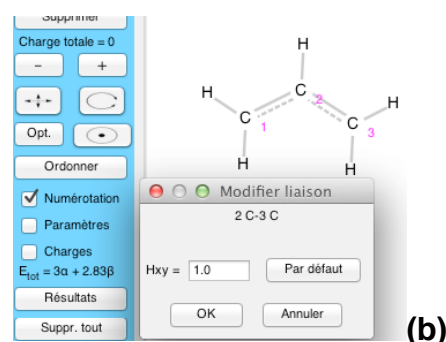 Supprimer
Charge totale = 0
- +
Opt.
Ordonner
Numérotation
Paramètres
Charges
Etot = 3α + 2.83β
Résultats
Suppr. tout
H
H C H
C 1 2 C 3
H H
Modifier liaison
2 C-3 C
Hxy = 1.0 Par défaut
OK Annuler
(b)